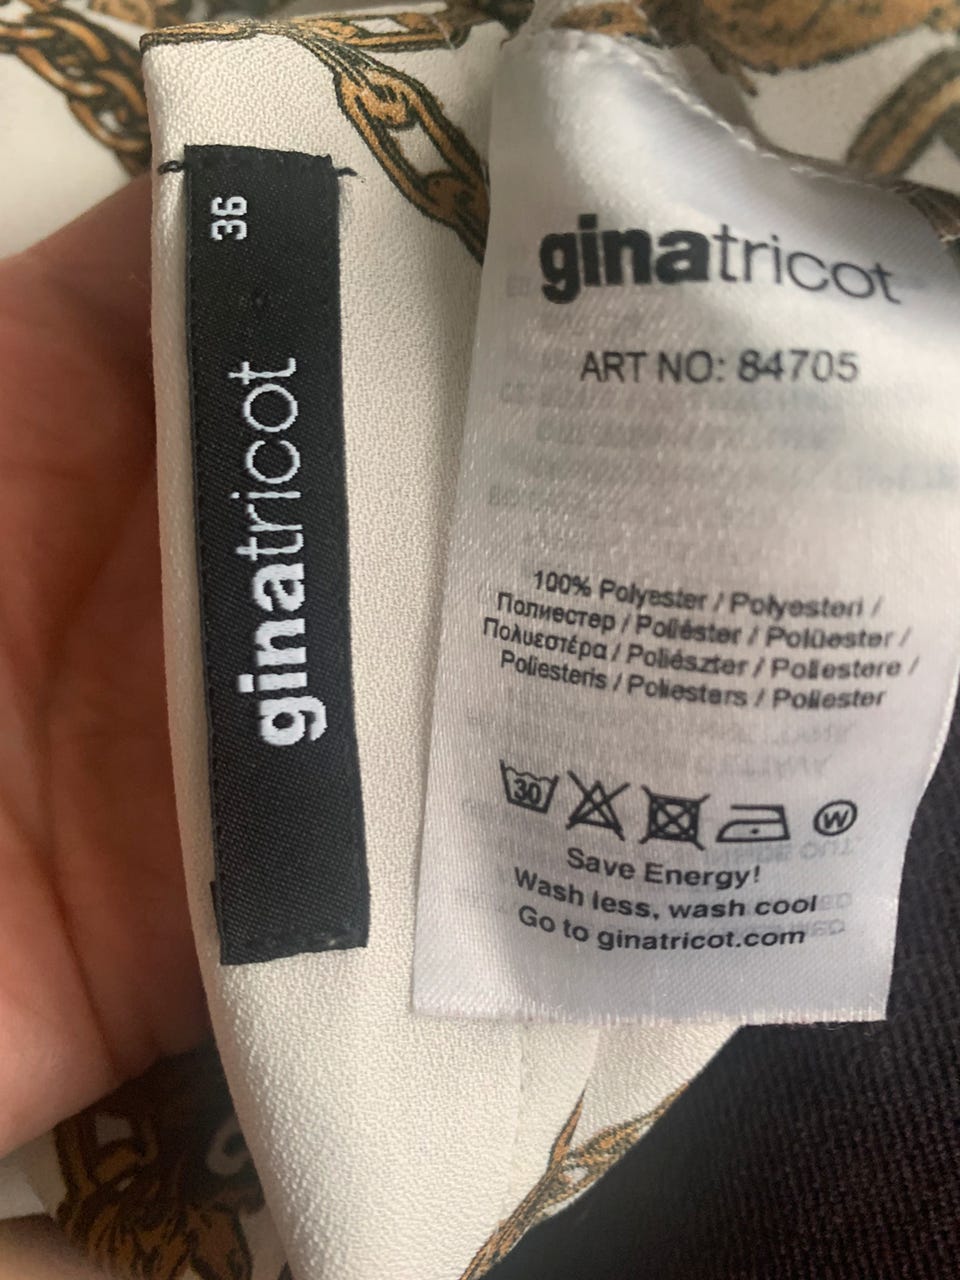 36
ginatricot
ginatricot
ART NO: 84705
100% Polyester / Polyesteri /
Полиестер / Poliéster / Polüester /
Πολυεστέρα / Poliészter / Poliestere /
Poliesteris / Poliesters / Poliester
30
W
Save Energy!
Wash less, wash cool
Go to ginatricot.com